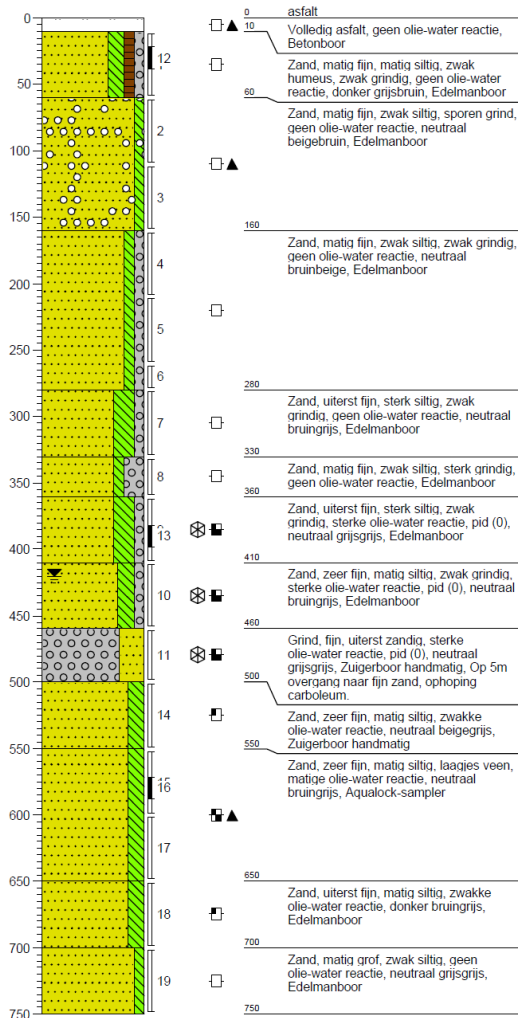 0
50
100
150
200
250
300
350
400
450
500
550
600
650
700
750
12
2
3
4
5
6
7
8
13
10
11
14
16
17
18
19
0 asfalt
10 Volledig asfalt, geen olie-water reactie,
Betonboor
Zand, matig fijn, matig siltig, zwak
humeus, zwak grindig, geen olie-water
reactie, donker grijsbruin, Edelmanboor
60
Zand, matig fijn, zwak siltig, sporen grind,
geen olie-water reactie, neutraal
beigebruin, Edelmanboor
160
Zand, matig fijn, zwak siltig, zwak grindig,
geen olie-water reactie, neutraal
bruinbeige, Edelmanboor
280
Zand, uiterst fijn, sterk siltig, zwak
grindig, geen olie-water reactie, neutraal
bruingrijs, Edelmanboor
330
Zand, matig fijn, zwak siltig, sterk grindig,
geen olie-water reactie, Edelmanboor
360
Zand, uiterst fijn, sterk siltig, zwak
grindig, sterke olie-water reactie, pid (0),
neutraal grijsgrijs, Edelmanboor
410
Zand, zeer fijn, matig siltig, zwak grindig,
sterke olie-water reactie, pid (0), neutraal
bruingrijs, Edelmanboor
460
Grind, fijn, uiterst zandig, sterke
olie-water reactie, pid (0), neutraal
grijsgrijs, Zuigerboor handmatig, Op 5m
overgang naar fijn zand, ophoping
carboleum.
500
Zand, zeer fijn, matig siltig, zwakke
olie-water reactie, neutraal beigegrijs,
Zuigerboor handmatig
550
Zand, zeer fijn, matig siltig, laagjes veen,
matige olie-water reactie, neutraal
bruingrijs, Aqualock-sampler
650
Zand, uiterst fijn, matig siltig, zwakke
olie-water reactie, donker bruingrijs,
Edelmanboor
700
Zand, matig grof, zwak siltig, geen
olie-water reactie, neutraal grijsgrijs,
Edelmanboor
750